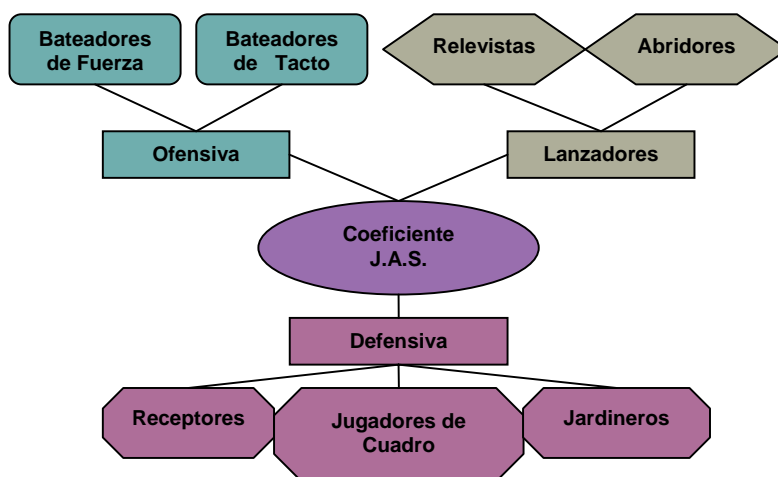 Bateadores
de Fuerza
Bateadores
de Tacto
Relevistas
Abridores
Ofensiva
Lanzadores
Coeficiente
J.A.S.
Defensiva
Receptores
Jugadores de
Cuadro
Jardineros